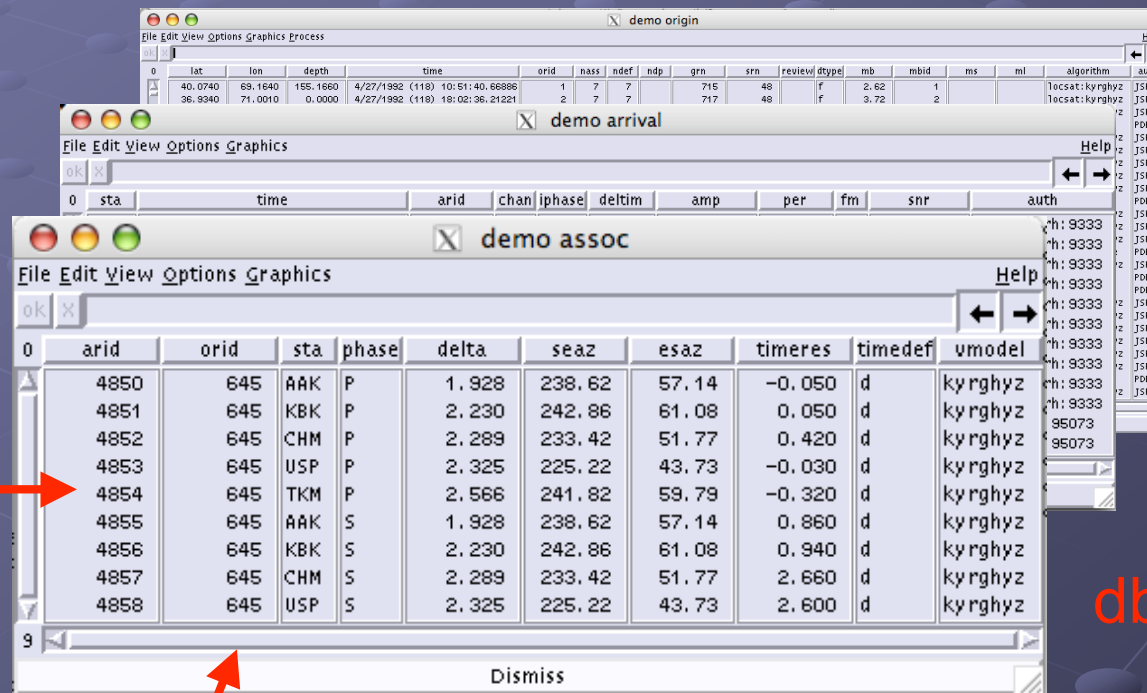 demo origin
File Edit View Options Graphics Process
ok x
0 lat lon depth time orid nass ndef ndp grn srn review dtype mb mbid ms ml algorithm
40.0740 69.1640 155.1660 4/27/1992 (118) 10:51:40.66886 1 7 7 715 48 f 2.62 1 locsat:kyrghyz
36.9340 71.0010 0.0000 4/27/1992 (118) 18:02:36.21221 2 7 7 717 48 f 3.72 2 locsat:kyrghyz
demo arrival
File Edit View Options Graphics Help
ok x
0 sta time arid chan iphase deltim amp per fm snr auth
demo assoc
File Edit View Options Graphics Help
ok x
0 arid orid sta phase delta seaz esaz timeres timedef vmodel
4850 645 AAK P 1.928 238.62 57.14 -0.050 d kyrghyz
4851 645 KBK P 2.230 242.86 61.08 0.050 d kyrghyz
4852 645 CHM P 2.289 233.42 51.77 0.420 d kyrghyz
4853 645 USP P 2.325 225.22 43.73 -0.030 d kyrghyz
4854 645 TKM P 2.566 241.82 59.79 -0.320 d kyrghyz
4855 645 AAK S 1.928 238.62 57.14 0.860 d kyrghyz
4856 645 KBK S 2.230 242.86 61.08 0.940 d kyrghyz
4857 645 CHM S 2.289 233.42 51.77 2.660 d kyrghyz
4858 645 USP S 2.325 225.22 43.73 2.600 d kyrghyz
9
Dismiss
95073
95073
db